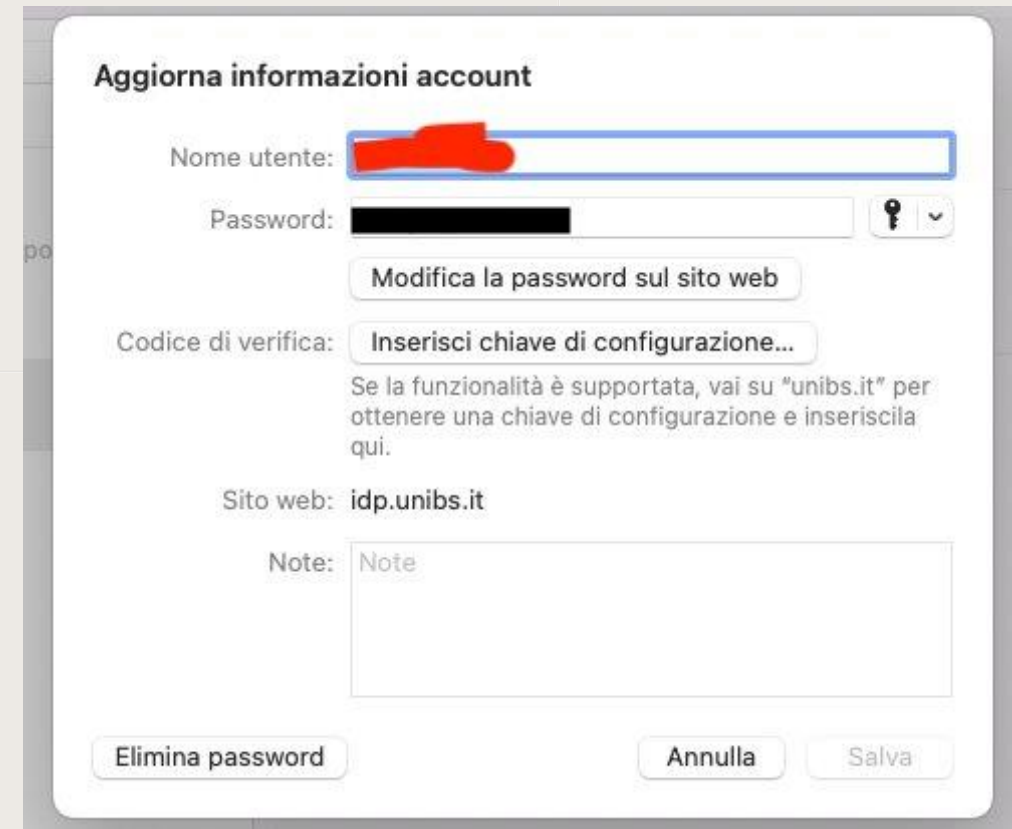 Aggiorna informazioni account
Nome utente:
Password:
Modifica la password sul sito web
Codice di verifica: Inserisci chiave di configurazione...
Se la funzionalità è supportata, vai su "unibs.it" per
ottenere una chiave di configurazione e inseriscila
qui.
Sito web: idp.unibs.it
Note: Note
Elimina password Annulla Salva
po